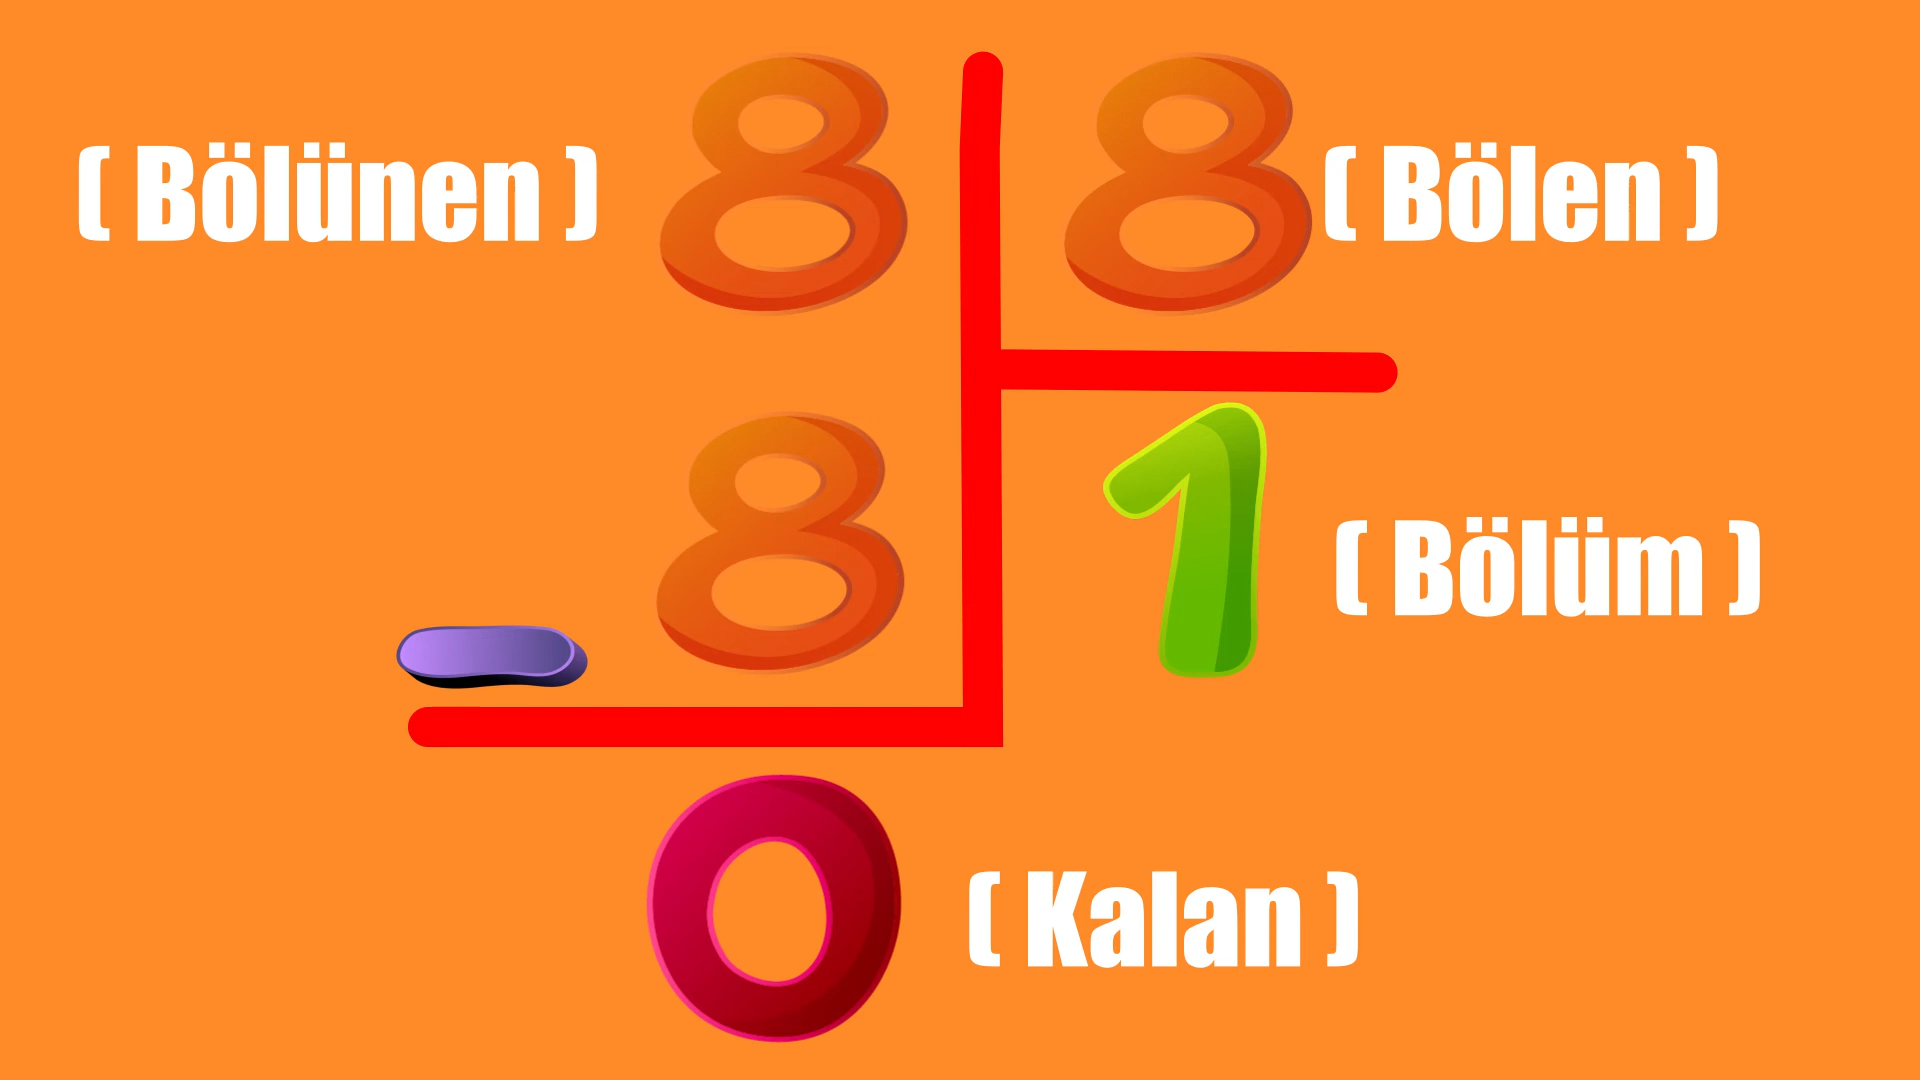 ( Bölünen ) 8 8 ( Bölen )
8 1 ( Bölüm )
-
0 ( Kalan )